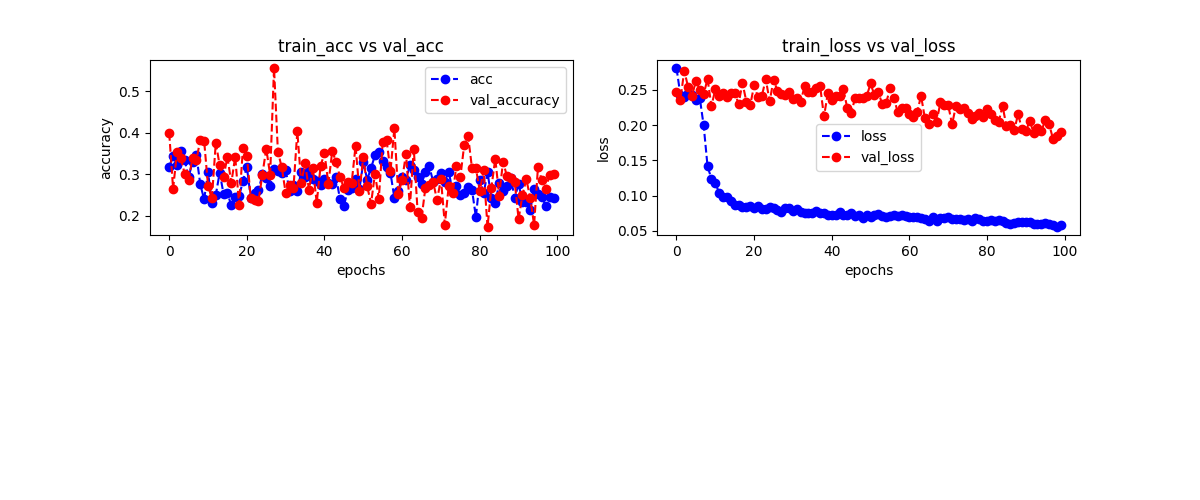 train_acc vs val_acc
accuracy
0.5
0.4
0.3
0.2
acc
val_accuracy
0 20 40 60 80 100
epochs
train_loss vs val_loss
loss
0.25
0.20
0.15
0.10
0.05
loss
val_loss
0 20 40 60 80 100
epochs